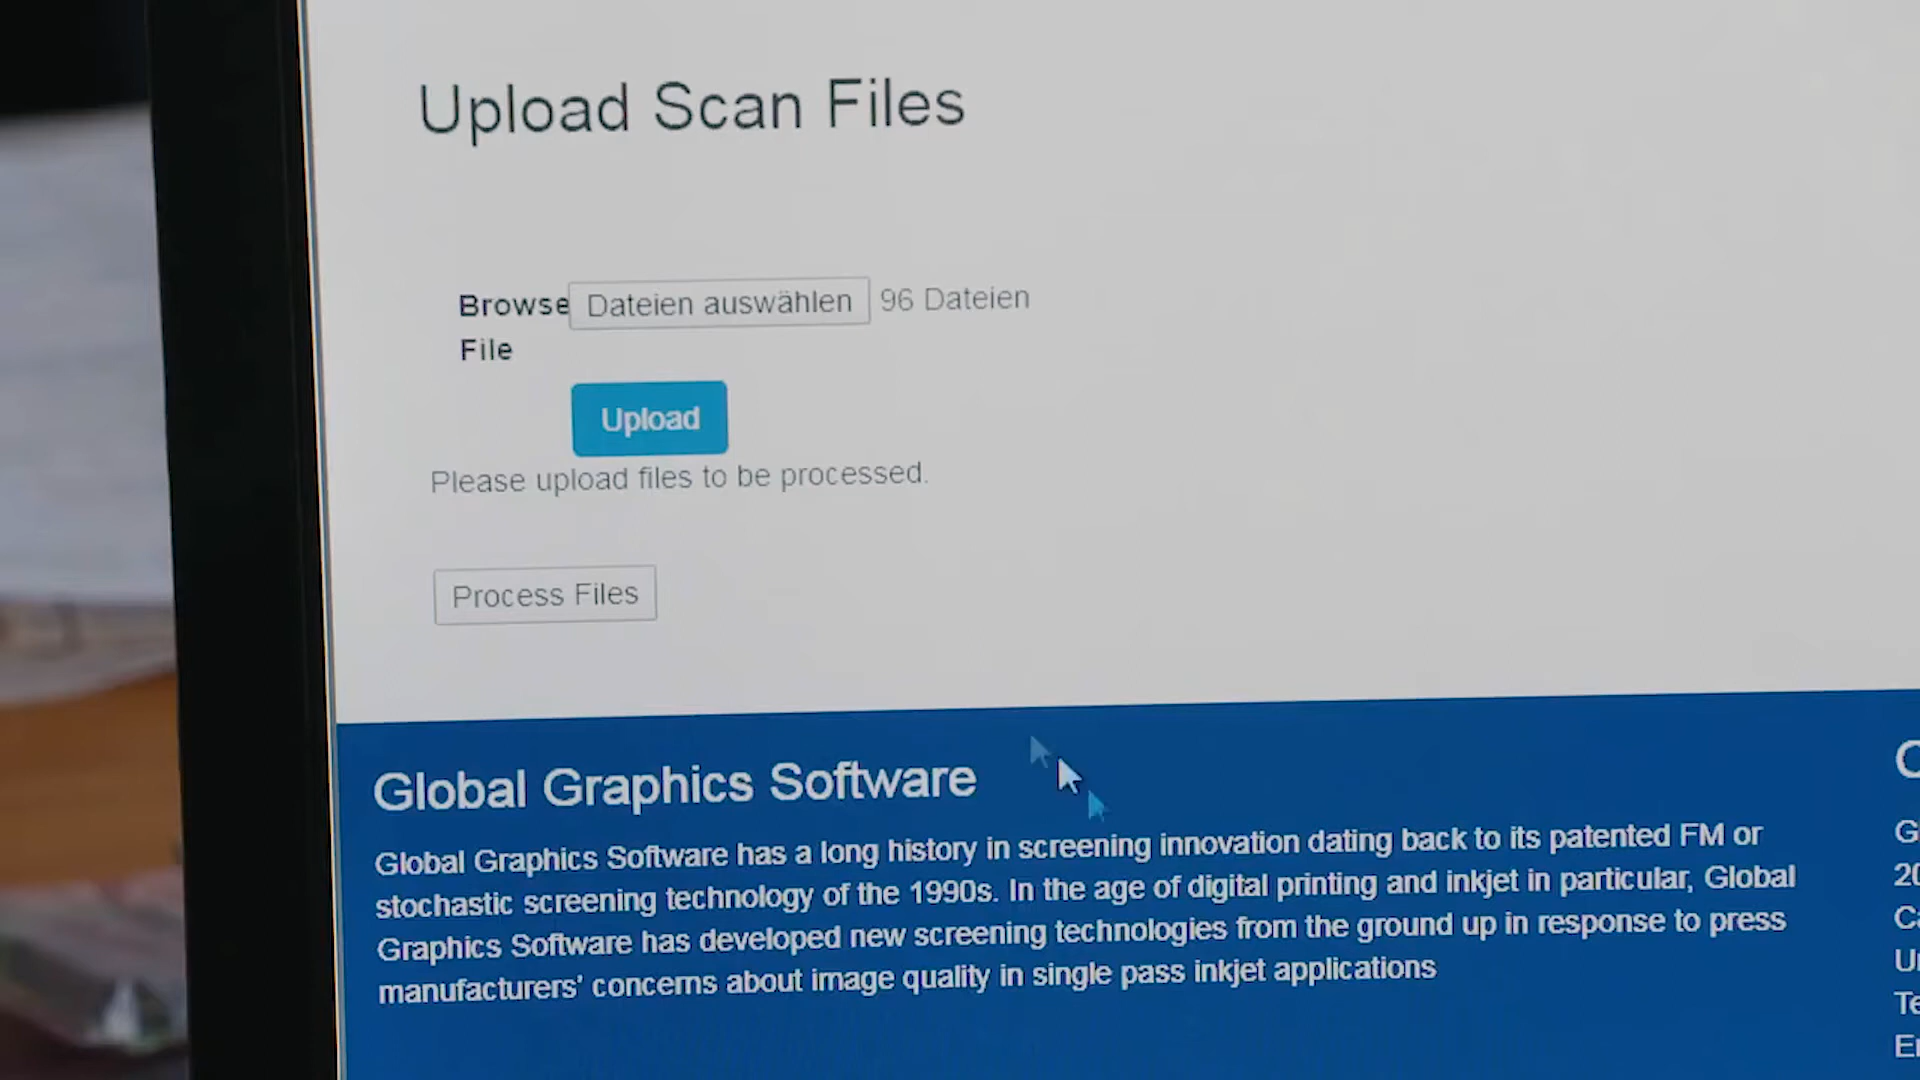 Upload Scan Files
Browse Dateien auswählen 96 Dateien
File
Upload
Please upload files to be processed.
Process Files
Global Graphics Software
Global Graphics Software has a long history in screening innovation dating back to its patented FM or
stochastic screening technology of the 1990s. In the age of digital printing and inkjet in particular, Global
Graphics Software has developed new screening technologies from the ground up in response to press
manufacturers' concerns about image quality in single pass inkjet applications